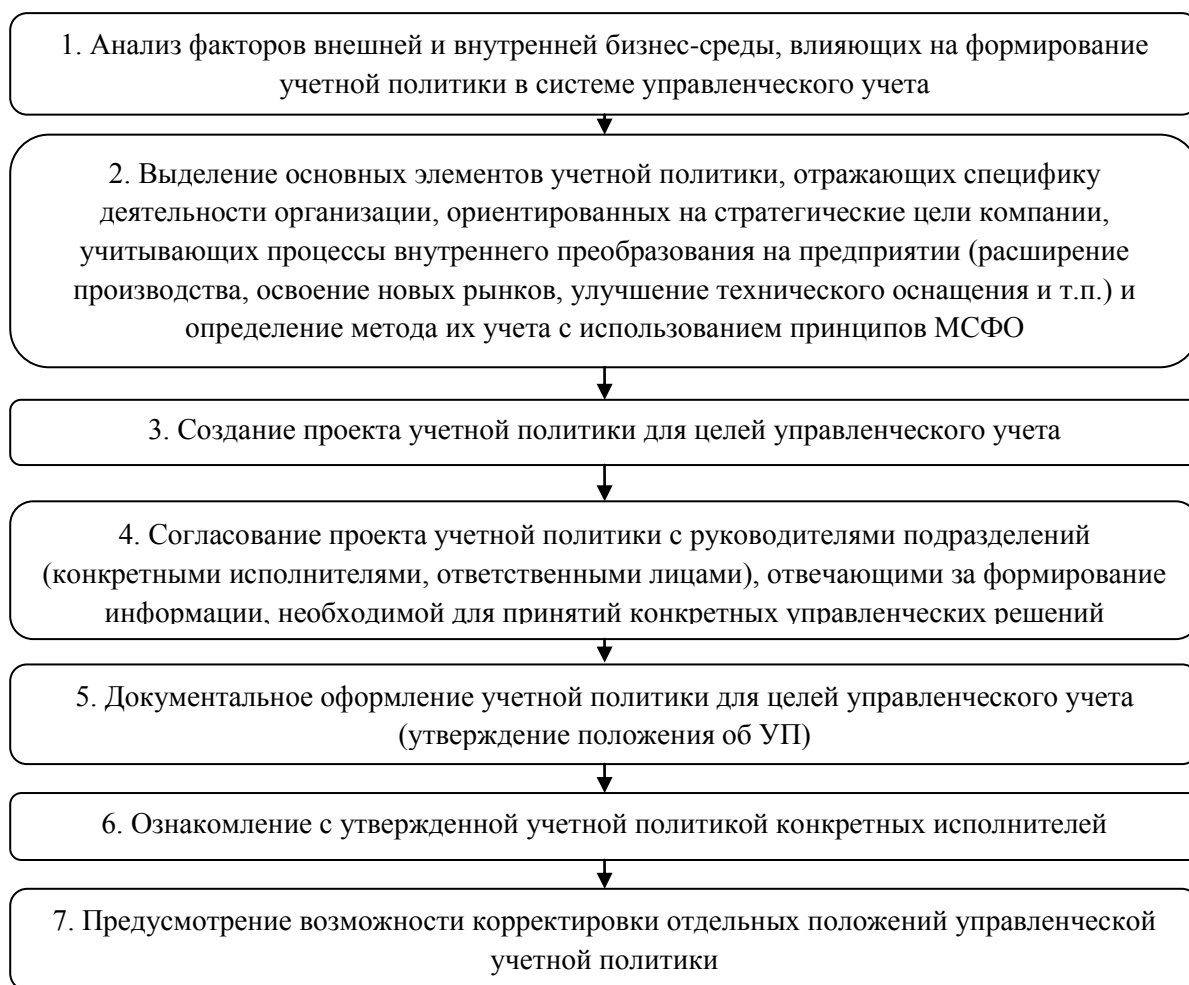 1. Анализ факторов внешней и внутренней бизнес-среды, влияющих на формирование
учетной политики в системе управленческого учета
2. Выделение основных элементов учетной политики, отражающих специфику
деятельности организации, ориентированных на стратегические цели компании,
учитывающих процессы внутреннего преобразования на предприятии (расширение
производства, освоение новых рынков, улучшение технического оснащения и т.п.) и
определение метода их учета с использованием принципов МСФО
3. Создание проекта учетной политики для целей управленческого учета
4. Согласование проекта учетной политики с руководителями подразделений
(конкретными исполнителями, ответственными лицами), отвечающими за формирование
информации, необходимой для принятий конкретных управленческих решений
5. Документальное оформление учетной политики для целей управленческого учета
(утверждение положения об УП)
6. Ознакомление с утвержденной учетной политикой конкретных исполнителей
7. Предусмотрение возможности корректировки отдельных положений управленческой
учетной политики